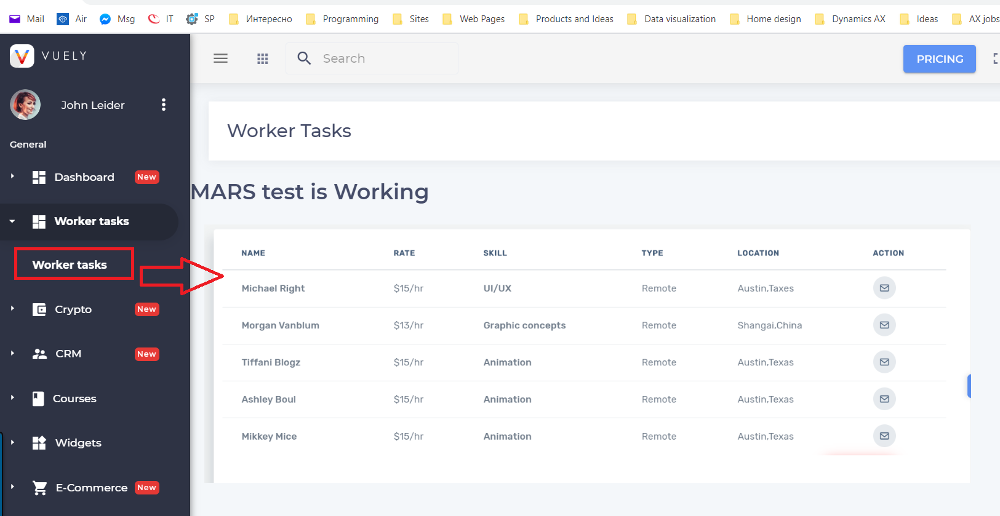 Mail Air Msg IT SP Интересно Programming Sites Web Pages Products and Ideas Data visualization Home design Dynamics AX Ideas AX jobs
VUELY
Search
PRICING
John Leider
General
Dashboard New
Worker tasks
Worker tasks
Crypto New
CRM New
Courses
Widgets
E-Commerce New
Worker Tasks
MARS test is Working
NAME RATE SKILL TYPE LOCATION ACTION
Michael Right $15/hr UI/UX Remote Austin,Taxes
Morgan Vanblum $13/hr Graphic concepts Remote Shangai,China
Tiffani Blogz $15/hr Animation Remote Austin,Texas
Ashley Boul $15/hr Animation Remote Austin,Texas
Mikkey Mice $15/hr Animation Remote Austin,Texas